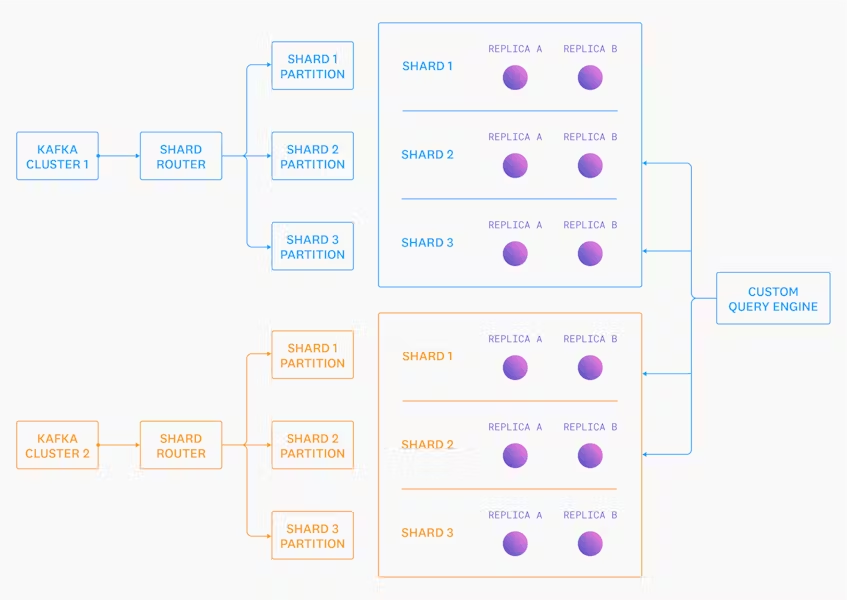 KAFKA
CLUSTER 1
SHARD
ROUTER
SHARD 1
PARTITION
SHARD 2
PARTITION
SHARD 3
PARTITION
SHARD 1
REPLICA A
REPLICA B
SHARD 2
REPLICA A
REPLICA B
SHARD 3
REPLICA A
REPLICA B
CUSTOM
QUERY ENGINE
KAFKA
CLUSTER 2
SHARD
ROUTER
SHARD 1
PARTITION
SHARD 2
PARTITION
SHARD 3
PARTITION
SHARD 1
REPLICA A
REPLICA B
SHARD 2
REPLICA A
REPLICA B
SHARD 3
REPLICA A
REPLICA B